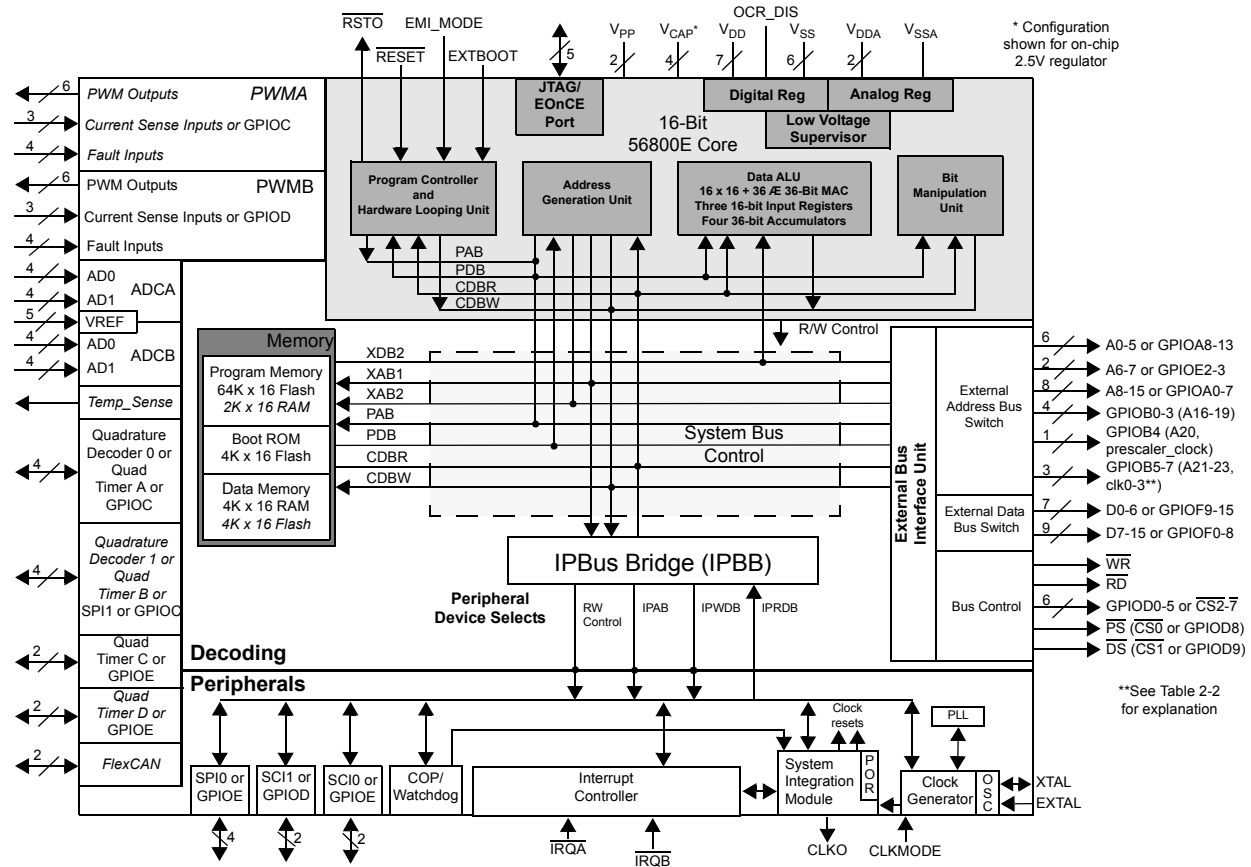 RSTO
EMI_MODE
RESET
EXTBOOT
5
VPP
2
VCAP*
4
VDD
7
OCR_DIS
VSS
6
VDDA
2
VSSA
* Configuration
shown for on-chip
2.5V regulator
6
PWM Outputs
PWMA
3
Current Sense Inputs or GPIOC
4
Fault Inputs
6
PWM Outputs
PWMB
3
Current Sense Inputs or GPIOD
4
Fault Inputs
4
AD0
ADCA
4
AD1
5
VREF
4
AD0
ADCB
4
AD1
Temp_Sense
4
Quadrature
Decoder 0 or
Quad
Timer A or
GPIOC
4
Quadrature
Decoder 1 or
Quad
Timer B or
SPI1 or GPIOC
2
Quad
Timer C or
GPIOE
2
Quad
Timer D or
GPIOE
2
FlexCAN
JTAG/
EOnCE
Port
Digital Reg
Analog Reg
Low Voltage
Supervisor
16-Bit
56800E Core
Program Controller
and
Hardware Looping Unit
Address
Generation Unit
Data ALU
16 x 16 + 36 Æ 36-Bit MAC
Three 16-bit Input Registers
Four 36-bit Accumulators
Bit
Manipulation
Unit
PAB
PDB
CDBR
CDBW
R/W Control
Memory
Program Memory
64K x 16 Flash
2K x 16 RAM
Boot ROM
4K x 16 Flash
Data Memory
4K x 16 RAM
4K x 16 Flash
XDB2
XAB1
XAB2
PAB
PDB
CDBR
CDBW
System Bus
Control
External Bus
Interface Unit
External
Address Bus
Switch
External Data
Bus Switch
Bus Control
6
A0-5 or GPIOA8-13
2
A6-7 or GPIOE2-3
8
A8-15 or GPIOA0-7
4
GPIOB0-3 (A16-19)
1
GPIOB4 (A20,
prescaler_clock)
3
GPIOB5-7 (A21-23,
clk0-3**)
7
D0-6 or GPIOF9-15
9
D7-15 or GPIOF0-8
WR
RD
6
GPIOD0-5 or CS2-7
PS (CS0 or GPIOD8)
DS (CS1 or GPIOD9)
**See Table 2-2
for explanation
IPBus Bridge (IPBB)
Peripheral
Device Selects
RW
Control
IPAB
IPWDB
IPRDB
Decoding
Peripherals
Clock
resets
PLL
SPI0 or
GPIOE
4
SCI1 or
GPIOD
2
SCI0 or
GPIOE
2
COP/
Watchdog
Interrupt
Controller
IRQA
IRQB
System
Integration
Module
POR
CLKO
Clock
Generator
OSC
CLKMODE
XTAL
EXTAL